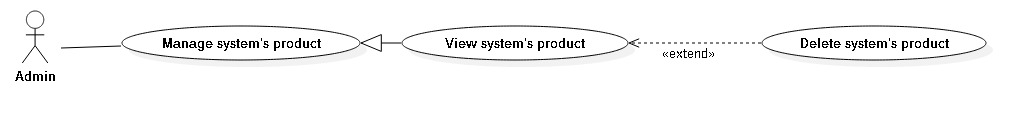 Manage system's product
View system's product
Delete system's product
«extend»
Admin